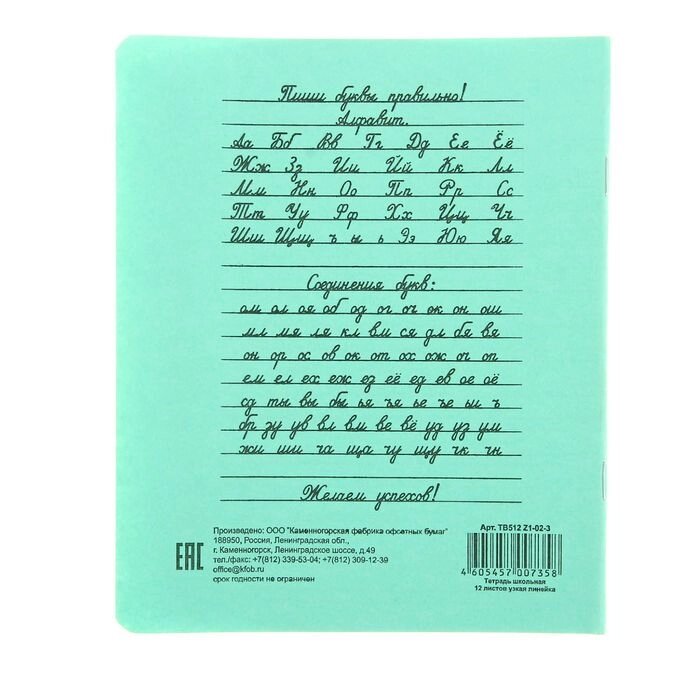 Пиши буквы правильно!
Алфавит.
Аа Бб Вв Гг Дд Ее Ёё
Жж Зз Ии Йй Кк Лл
Мм Нн Оо Пп Рр Сс
Тт Уу Фф Хх Цц Чч
Шш Щщ ъ ы ь Ээ Юю Яя
Соединения букв:
ом ол оя об од ог оч ок он ош
мл мя ля кл вм ся дл бя вя
он ор ос ов ок от ох ож оч оп
ем ел ех еж ез её ед ев ое оё
сд ты вы бы ья ъя ье ъе ьи ъ
бр зу ув вл вм ве вё уд уз ум
жи ши ча ща чу щу чк чн
Желаем успехов!
EAC
Произведено: ООО "Каменногорская фабрика офсетных бумаг"
188950, Россия, Ленинградская обл.,
г. Каменногорск, Ленинградское шоссе, д.49
тел./факс: +7(812) 339-53-04; +7(812) 309-12-39
office@kfob.ru
срок годности не ограничен
Арт. ТВ512 Z1-02-3
4 605457 007358
Тетрадь школьная
12 листов узкая линейка